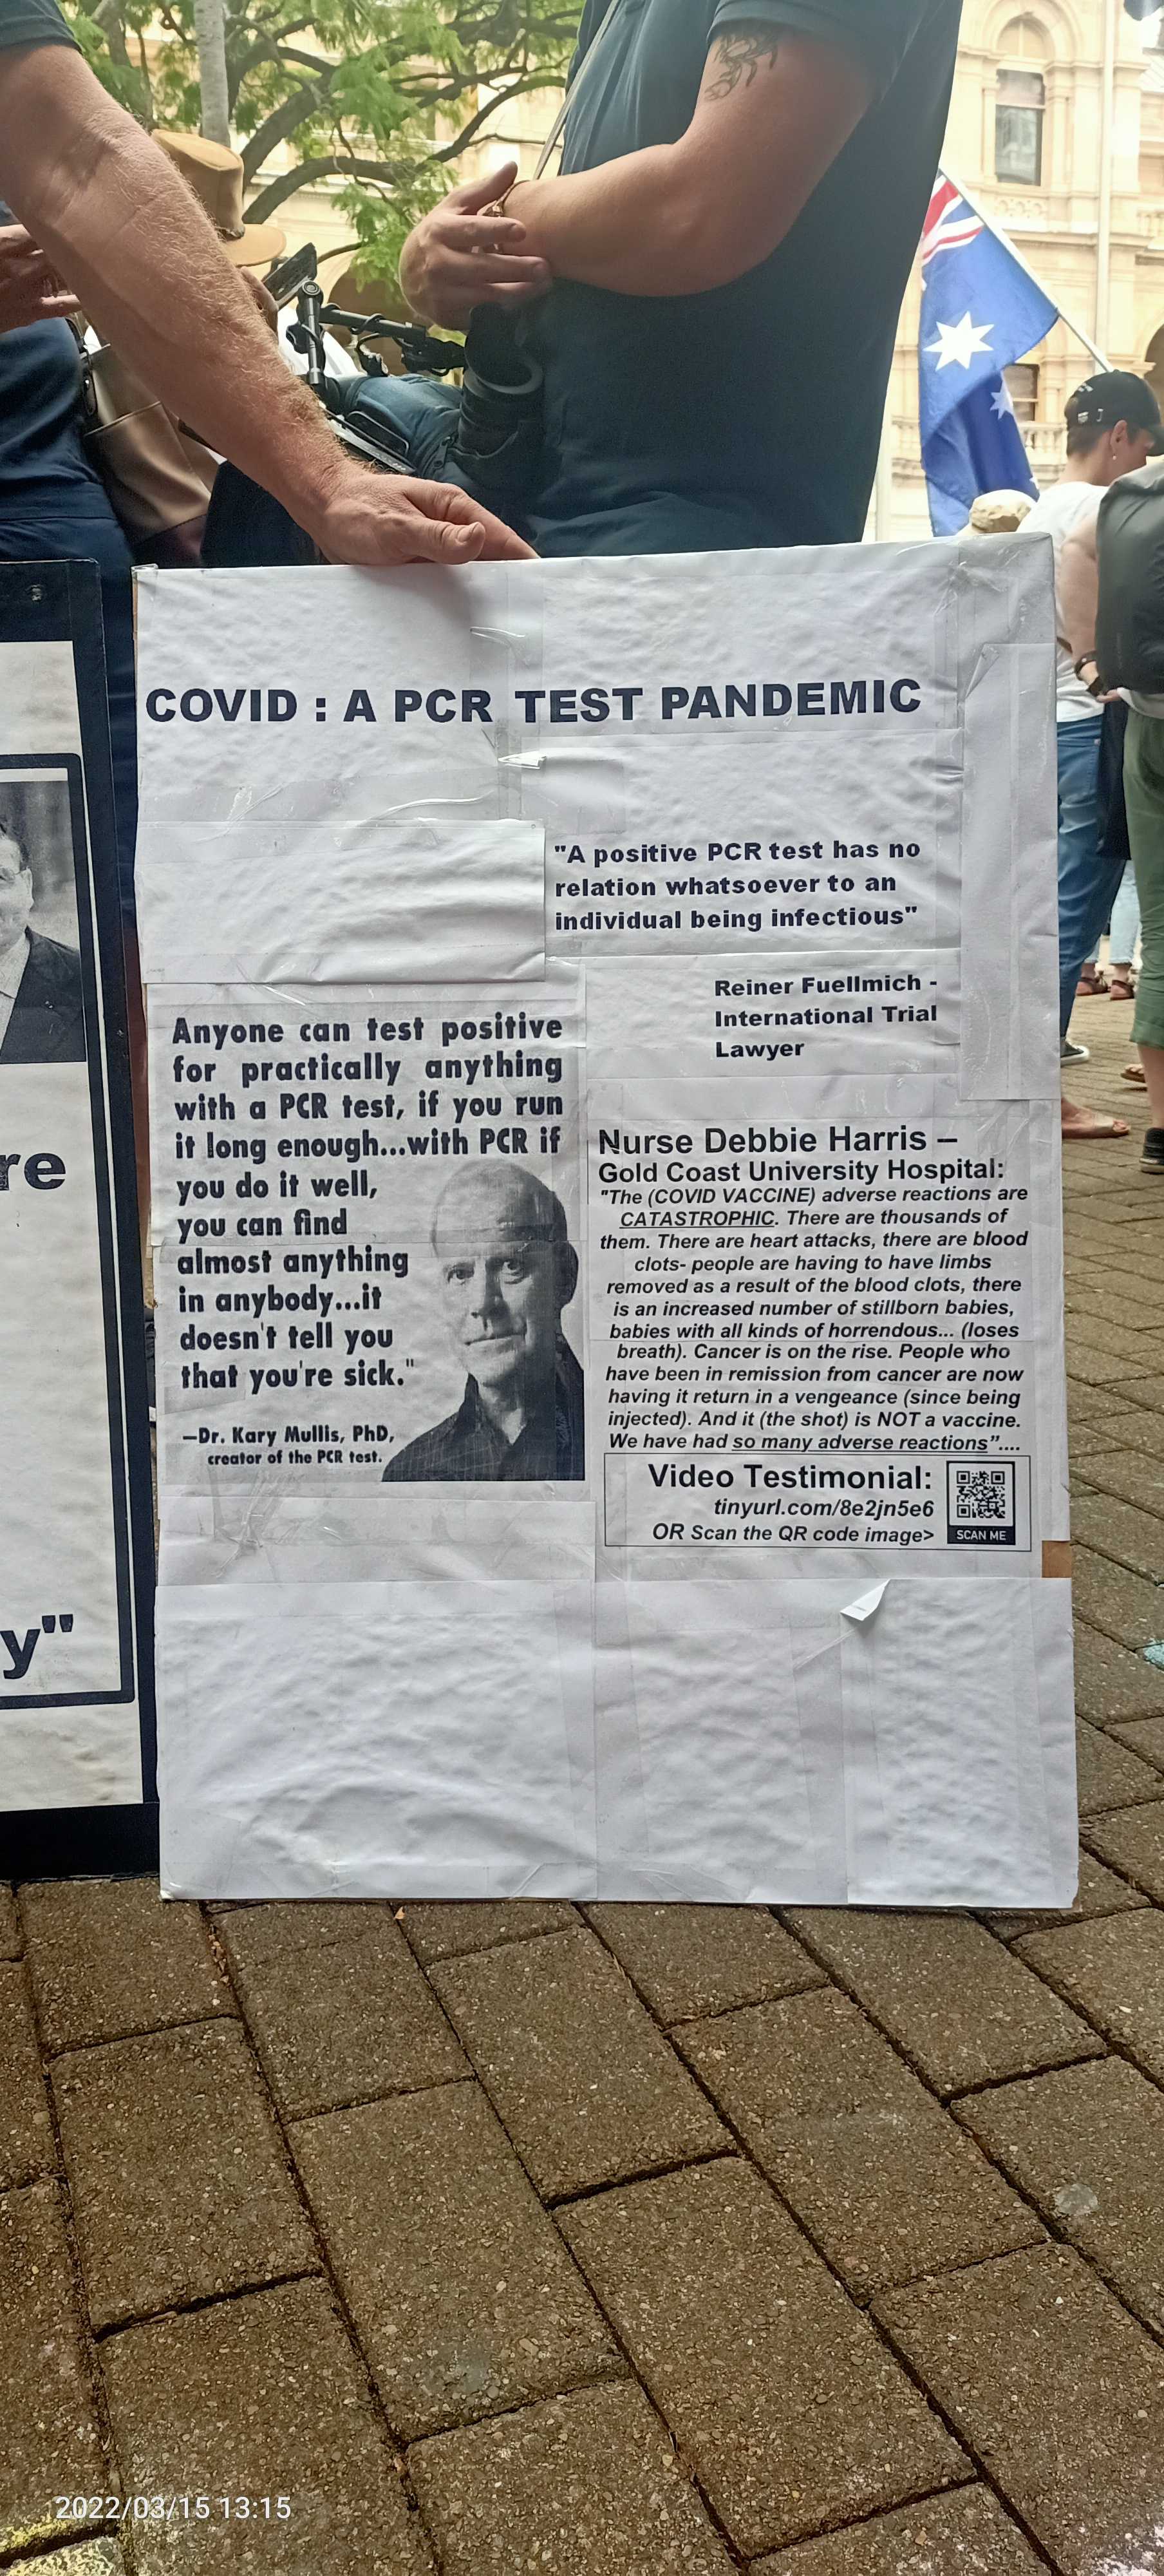 COVID : A PCR TEST PANDEMIC
"A positive PCR test has no
relation whatsoever to an
individual being infectious"
Reiner Fuellmich -
International Trial
Lawyer
Anyone can test positive
for practically anything
with a PCR test, if you run
it long enough...with PCR if
you do it well,
you can find
almost anything
in anybody...it
doesn't tell you
that you're sick."
—Dr. Kary Mullis, PhD,
creator of the PCR test.
Nurse Debbie Harris –
Gold Coast University Hospital:
"The (COVID VACCINE) adverse reactions are
CATASTROPHIC. There are thousands of
them. There are heart attacks, there are blood
clots- people are having to have limbs
removed as a result of the blood clots, there
is an increased number of stillborn babies,
babies with all kinds of horrendous... (loses
breath). Cancer is on the rise. People who
have been in remission from cancer are now
having it return in a vengeance (since being
injected). And it (the shot) is NOT a vaccine.
We have had so many adverse reactions"....
Video Testimonial:
tinyurl.com/8e2jn5e6
OR Scan the QR code image>
SCAN ME
re
y"
2022/03/15 13:15